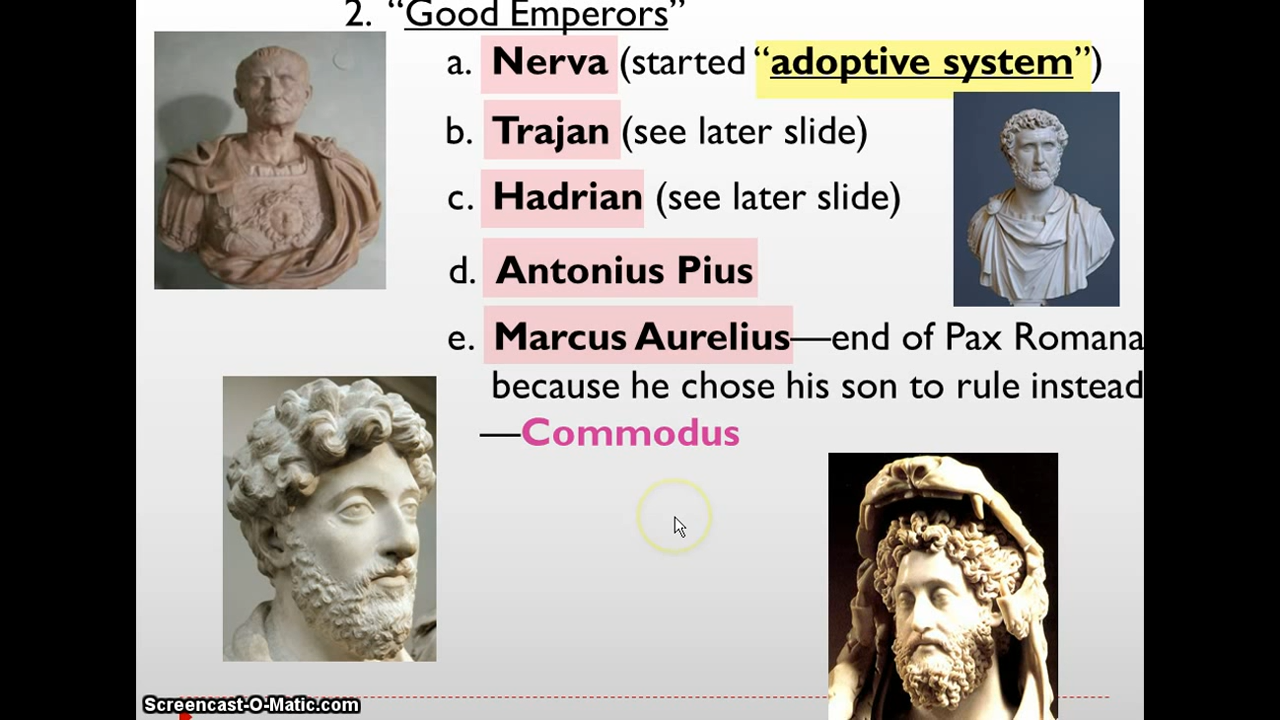 2. “Good Emperors”
a. Nerva (started “adoptive system”)
b. Trajan (see later slide)
c. Hadrian (see later slide)
d. Antonius Pius
e. Marcus Aurelius—end of Pax Romana
because he chose his son to rule instead
—Commodus
Screencast-O-Matic.com